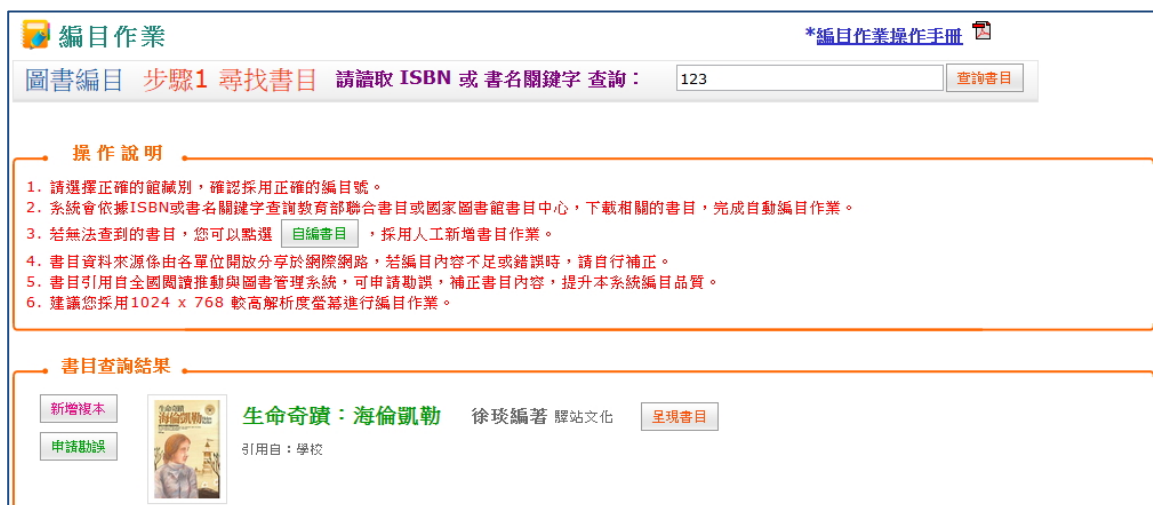 編目作業
*編目作業操作手冊
圖書編目 步驟1 尋找書目 請讀取 ISBN 或 書名關鍵字 查詢： 123 查詢書目
操作說明
1. 請選擇正確的館藏別，確認採用正確的編目號。
2. 系統會依據ISBN或書名關鍵字查詢教育部聯合書目或國家圖書館書目中心，下載相關的書目，完成自動編目作業。
3. 若無法查到的書目，您可以點選 自編書目 ，採用人工新增書目作業。
4. 書目資料來源係由各單位開放分享於網際網路，若編目內容不足或錯誤時，請自行補正。
5. 書目引用自全國閱讀推動與圖書管理系統，可申請勘誤，補正書目內容，提升本系統編目品質。
6. 建議您採用1024 x 768 較高解析度螢幕進行編目作業。
書目查詢結果
新增複本
申請勘誤
生命奇蹟
海倫凱勒
生命奇蹟：海倫凱勒 徐琰編著 驛站文化 呈現書目
引用自：學校